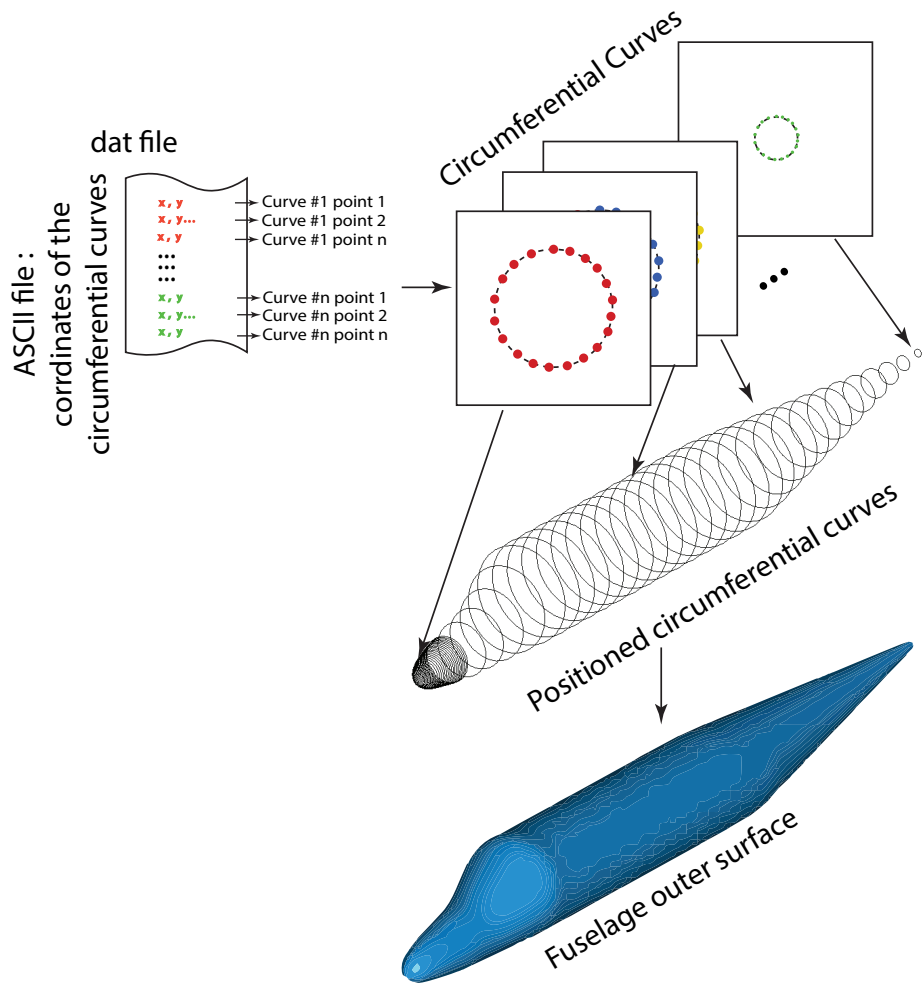 dat file
ASCII file :
corrdinates of the
circumferential curves
x , y
x , y...
x , y
x , y
x , y...
x , y
Curve #1 point 1
Curve #1 point 2
Curve #1 point n
Curve #n point 1
Curve #n point 2
Curve #n point n
Circumferential Curves
Positioned circumferential curves
Fuselage outer surface